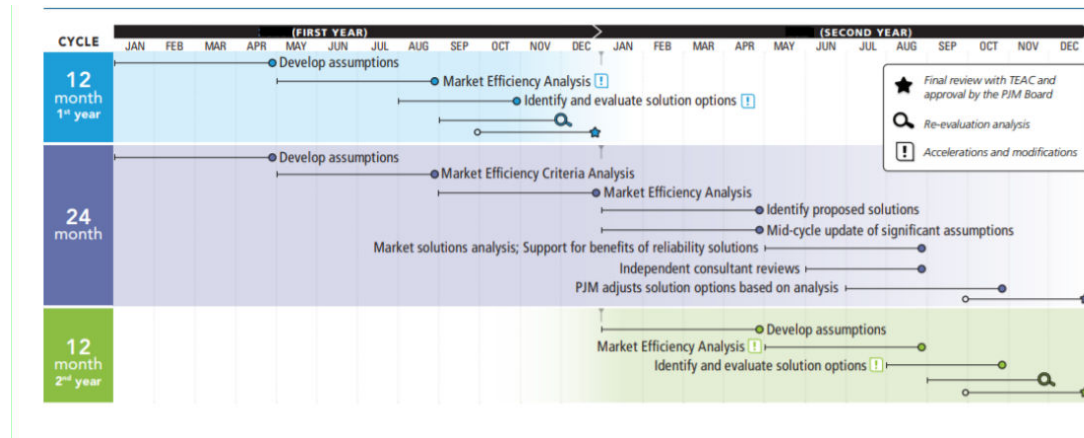 (FIRST YEAR) (SECOND YEAR)
CYCLE JAN FEB MAR APR MAY JUN JUL AUG SEP OCT NOV DEC JAN FEB MAR APR MAY JUN JUL AUG SEP OCT NOV DEC
12
month
1st year
Develop assumptions
Market Efficiency Analysis !
Identify and evaluate solution options !
Final review with TEAC and
approval by the PJM Board
Re-evaluation analysis
! Accelerations and modifications
24
month
Develop assumptions
Market Efficiency Criteria Analysis
Market Efficiency Analysis
Identify proposed solutions
Mid-cycle update of significant assumptions
Market solutions analysis; Support for benefits of reliability solutions
Independent consultant reviews
PJM adjusts solution options based on analysis
12
month
2nd year
Develop assumptions
Market Efficiency Analysis !
Identify and evaluate solution options !